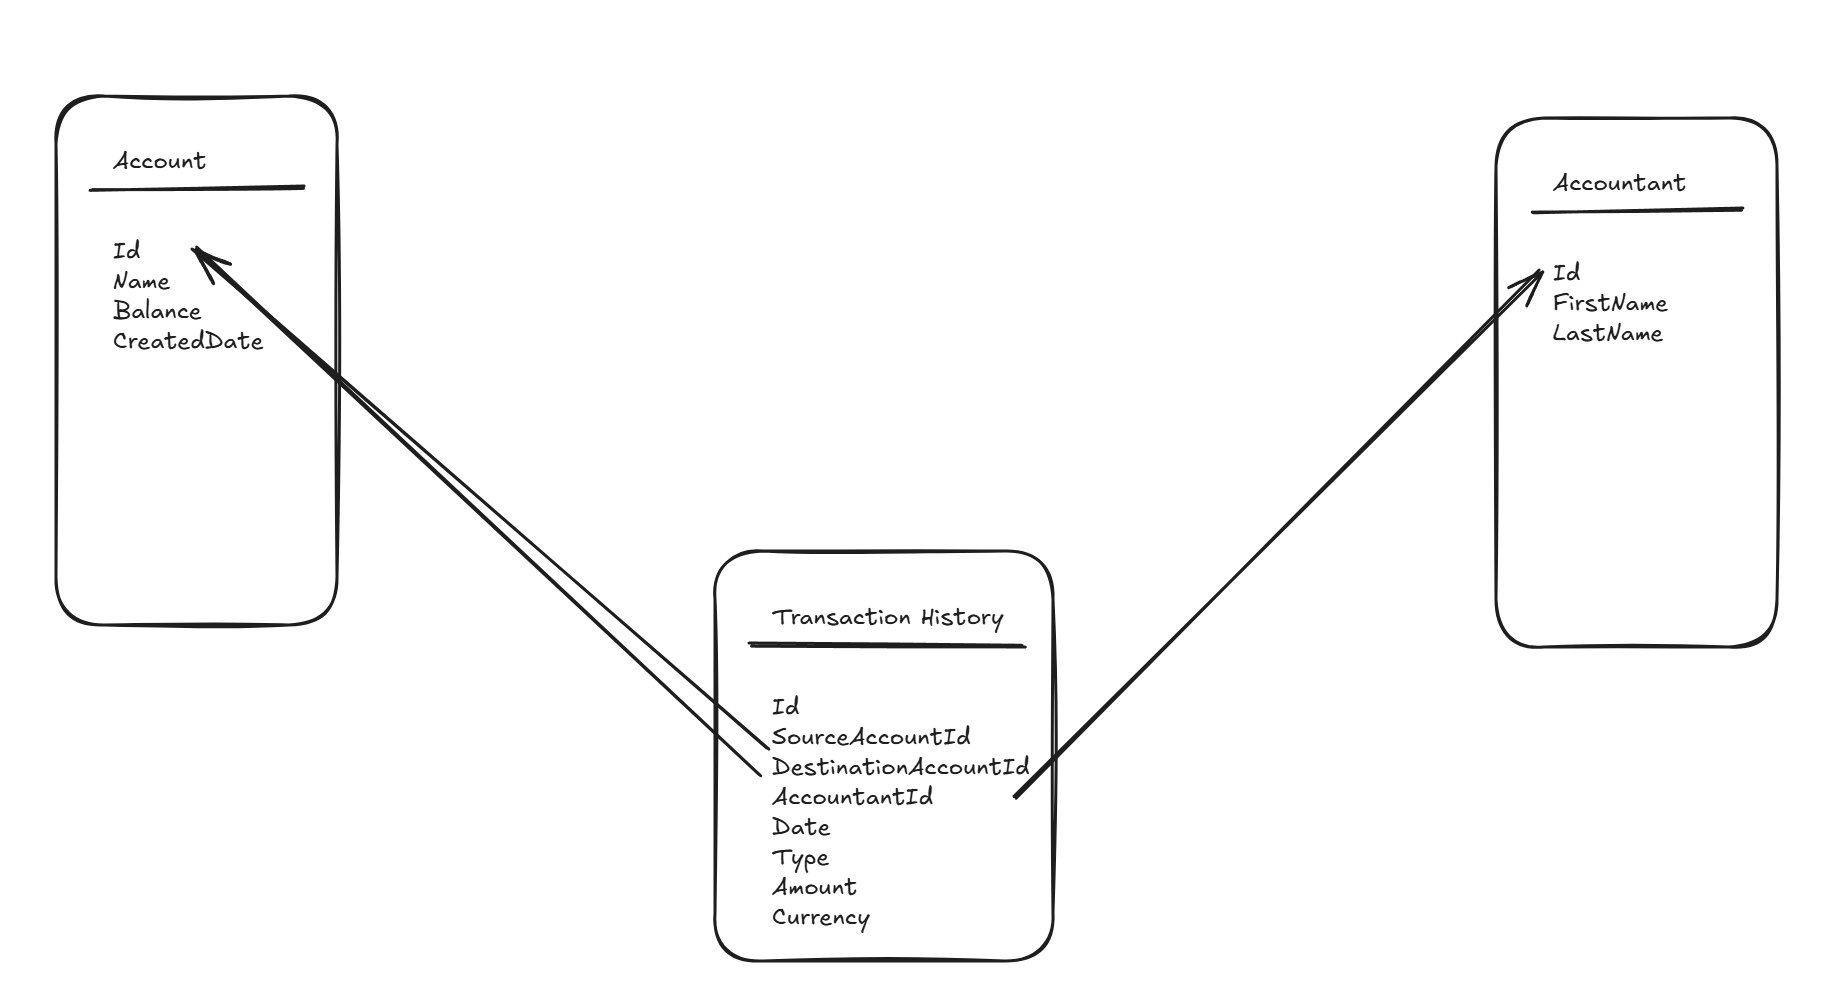 Account
Id
Name
Balance
CreatedDate
Accountant
Id
FirstName
LastName
Transaction History
Id
SourceAccountId
DestinationAccountId
AccountantId
Date
Type
Amount
Currency